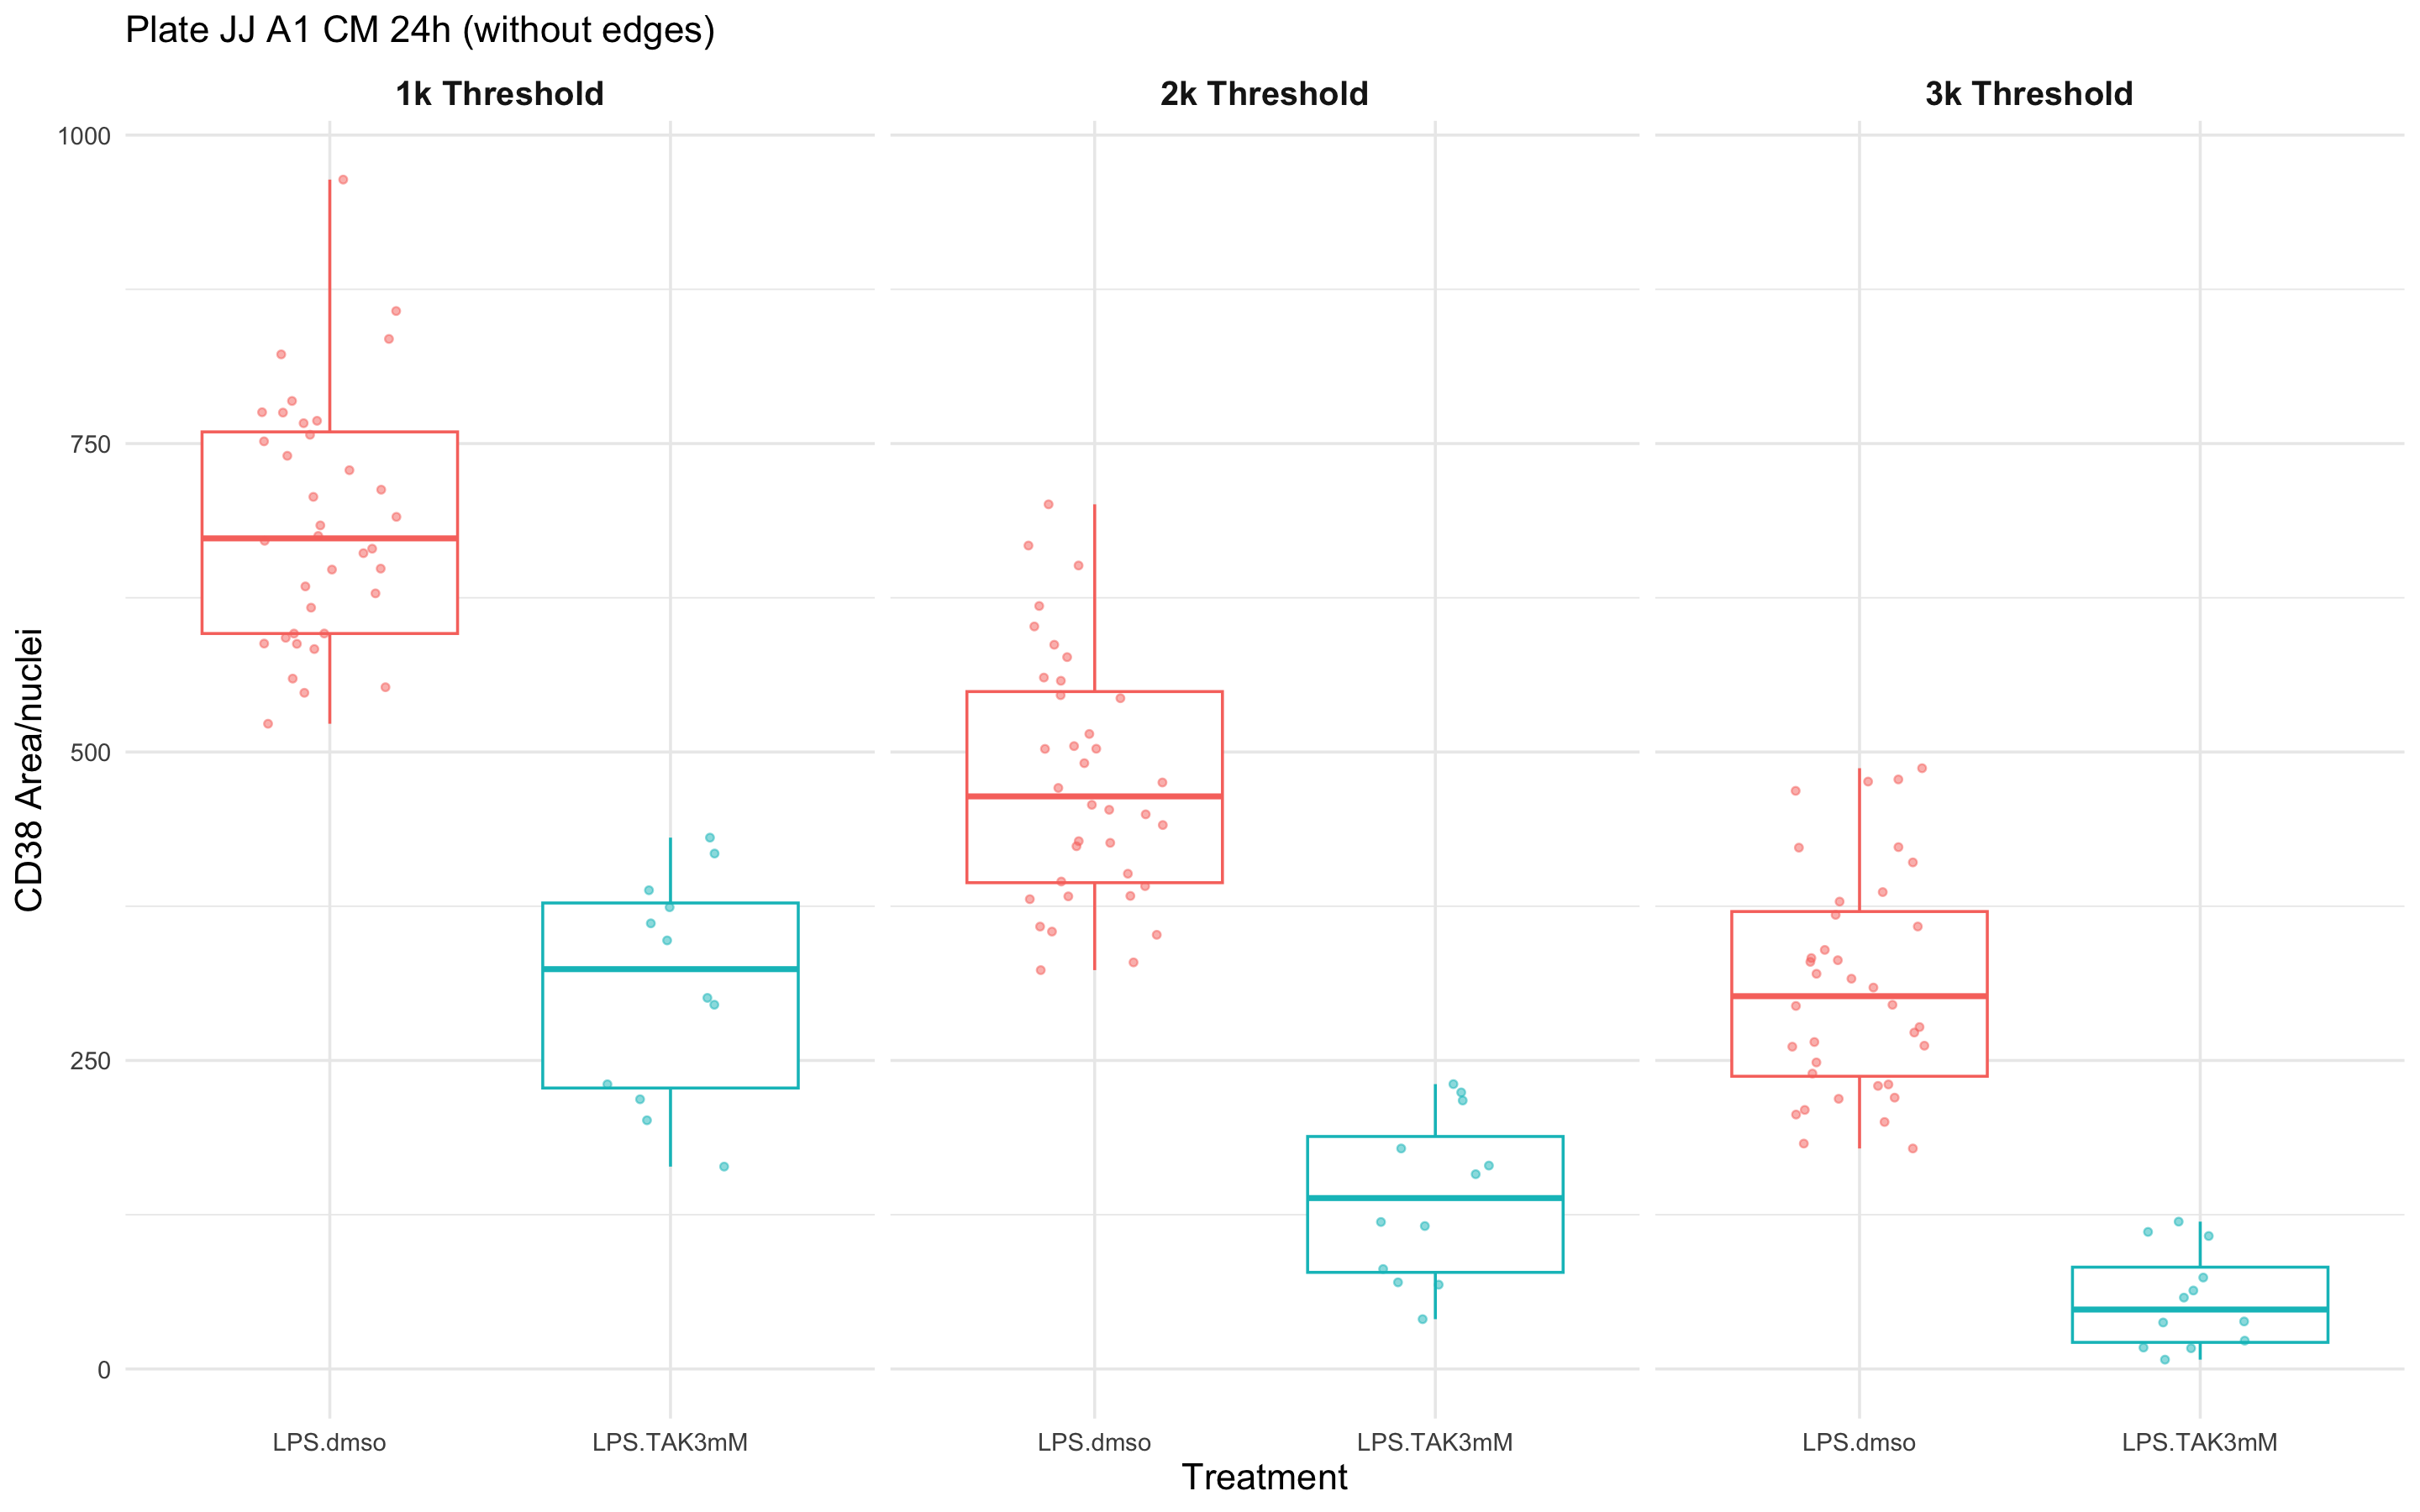 Plate JJ A1 CM 24h (without edges)
1k Threshold
2k Threshold
3k Threshold
CD38 Area/nuclei
1000
750
500
250
0
LPS.dmso
LPS.TAK3mM
LPS.dmso
LPS.TAK3mM
LPS.dmso
LPS.TAK3mM
Treatment